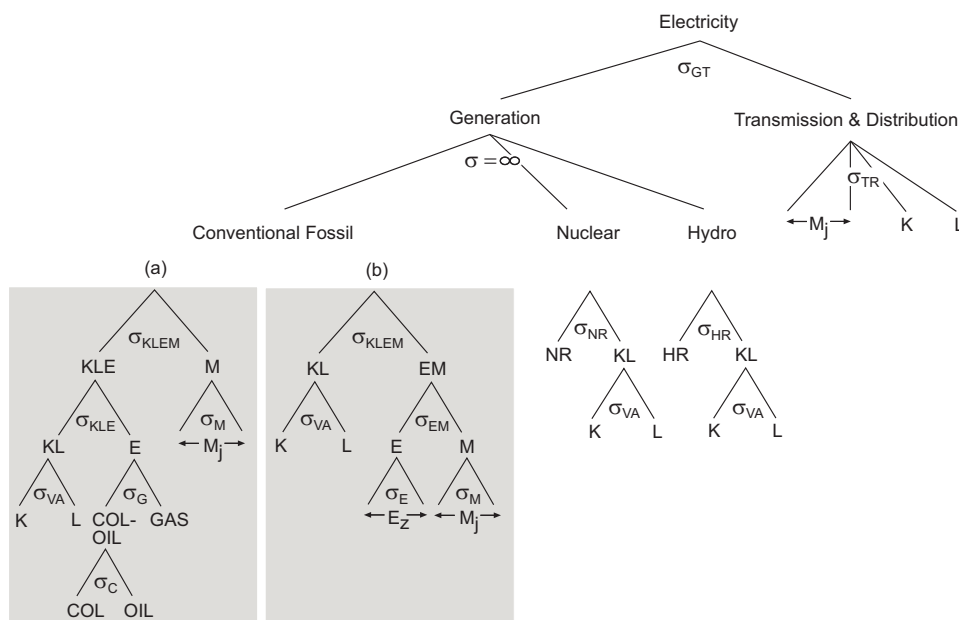 Electricity
σGT
Generation
Transmission & Distribution
σ = ∞
σTR
Conventional Fossil
Nuclear
Hydro
Mj
K
L
(a)
(b)
σKLEM
σKLEM
σNR
σHR
KLE
M
KL
EM
NR
KL
HR
KL
σKLE
σM
σVA
σEM
σVA
σVA
KL
E
Mj
K
L
E
M
K
L
K
L
σVA
σG
σE
σM
K
L
COL-
OIL
GAS
Ez
Mj
σC
COL
OIL